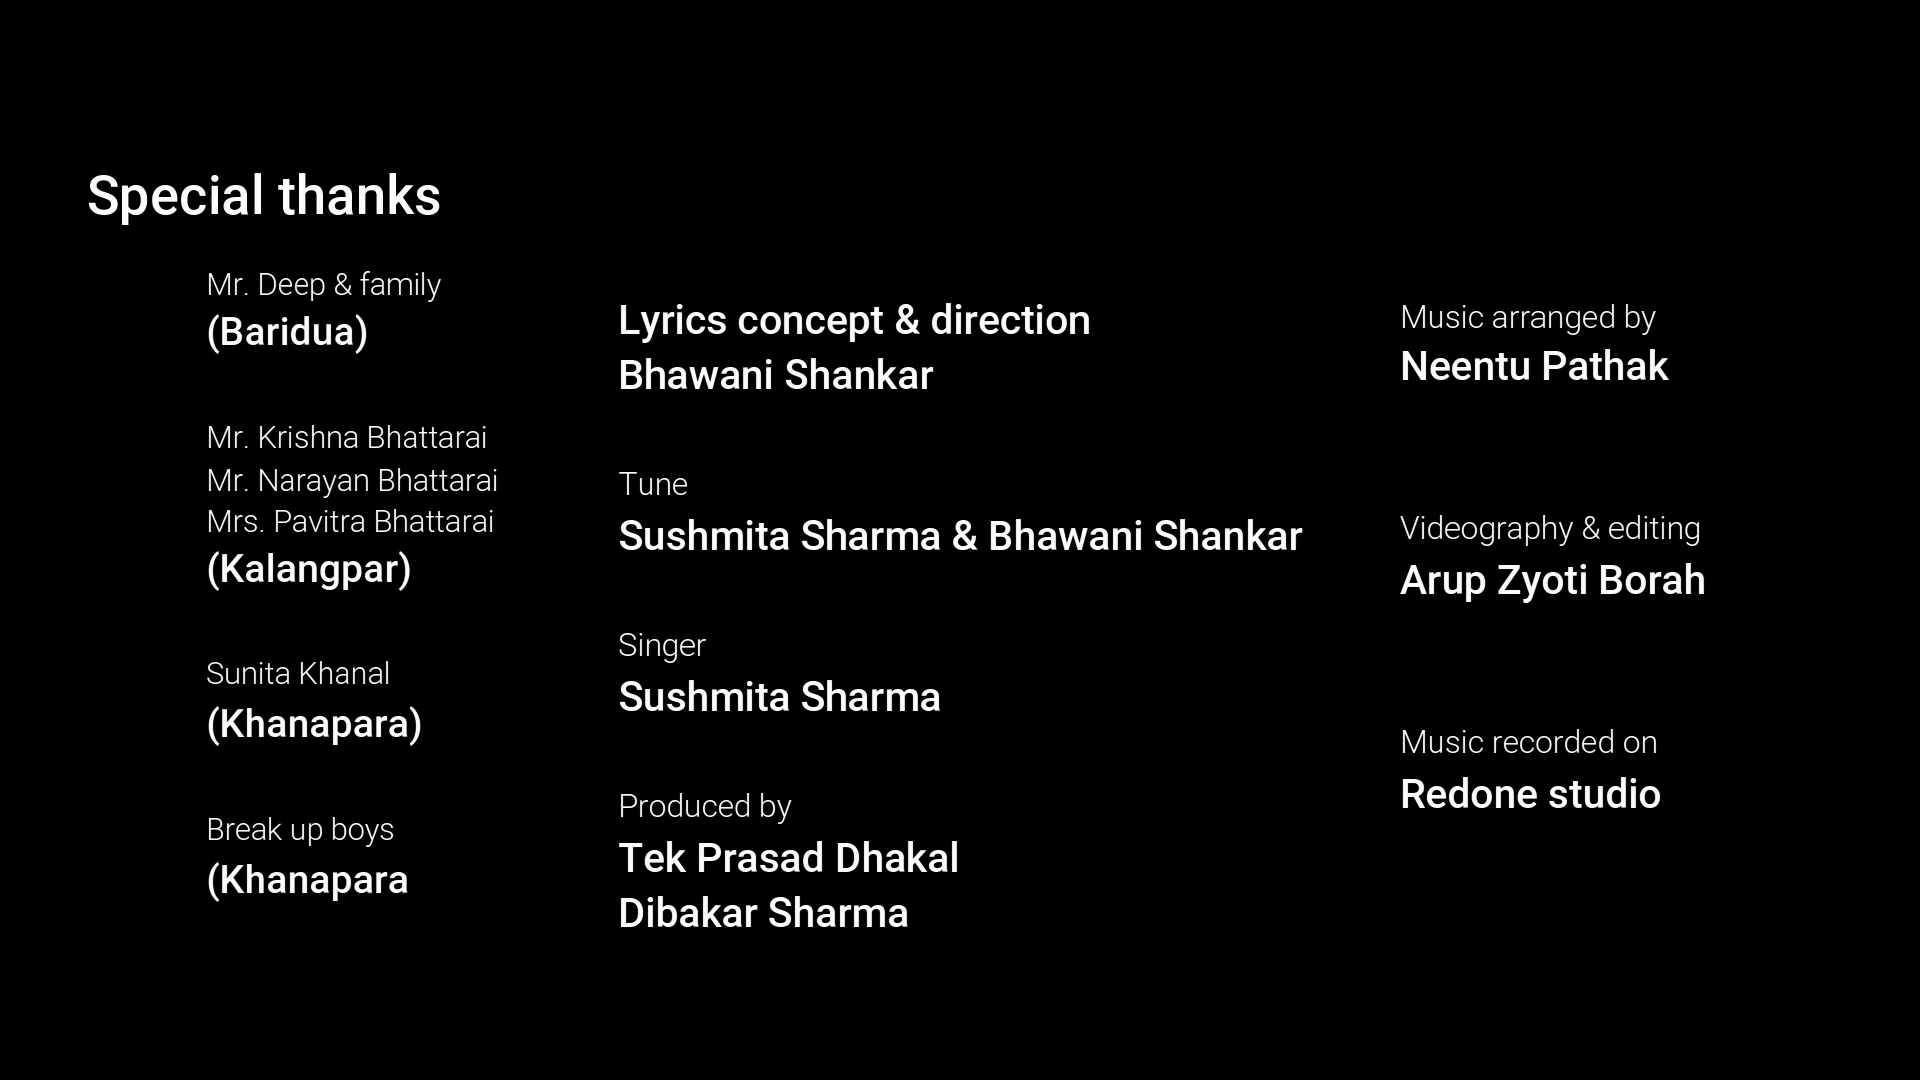 Special thanks
Mr. Deep & family
(Baridua)
Mr. Krishna Bhattarai
Mr. Narayan Bhattarai
Mrs. Pavitra Bhattarai
(Kalangpar)
Sunita Khanal
(Khanapara)
Break up boys
(Khanapara
Lyrics concept & direction
Bhawani Shankar
Tune
Sushmita Sharma & Bhawani Shankar
Singer
Sushmita Sharma
Produced by
Tek Prasad Dhakal
Dibakar Sharma
Music arranged by
Neentu Pathak
Videography & editing
Arup Zyoti Borah
Music recorded on
Redone studio